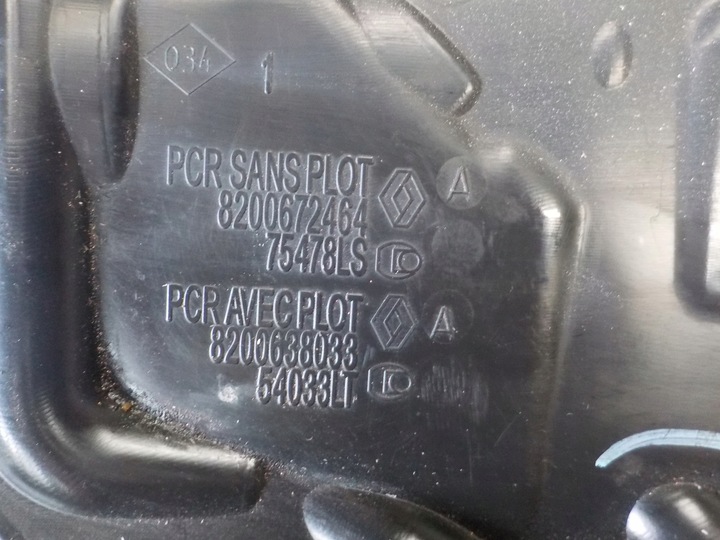 034 1
PCR SANS PLOT
8200672464 A
75478LS
PCR AVEC PLOT
8200638033 A
54033LT